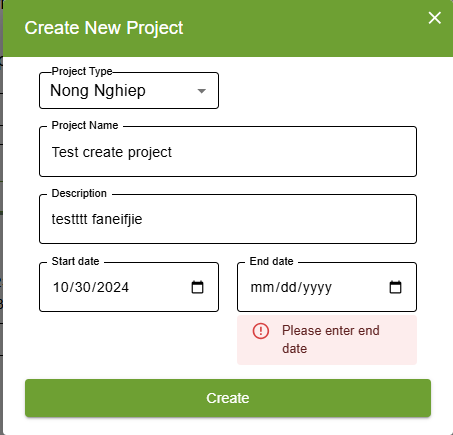 Create New Project
Project Type
Nong Nghiep
Project Name
Test create project
Description
testttt faneifjie
Start date
End date
10/30/2024
mm/dd/yyyy
Please enter end
date
Create